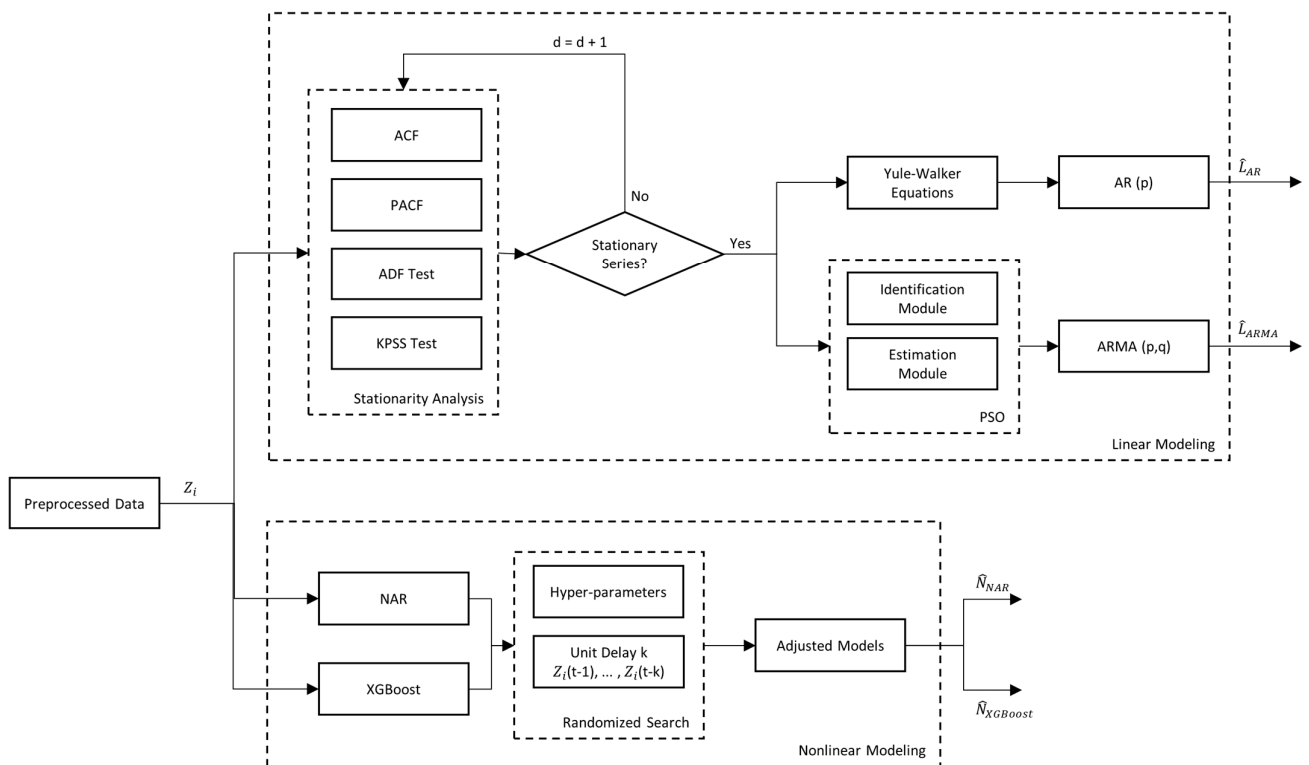 d = d + 1
ACF
PACF
ADF Test
KPSS Test
Stationarity Analysis
No
Stationary
Series?
Yes
Yule-Walker
Equations
AR (p)
L̂_AR
Identification
Module
Estimation
Module
PSO
ARMA (p,q)
L̂_ARMA
Linear Modeling
Preprocessed Data
Z_i
NAR
XGBoost
Hyper-parameters
Unit Delay k
Z_i(t-1), ... , Z_i(t-k)
Randomized Search
Adjusted Models
N̂_NAR
N̂_XGBoost
Nonlinear Modeling